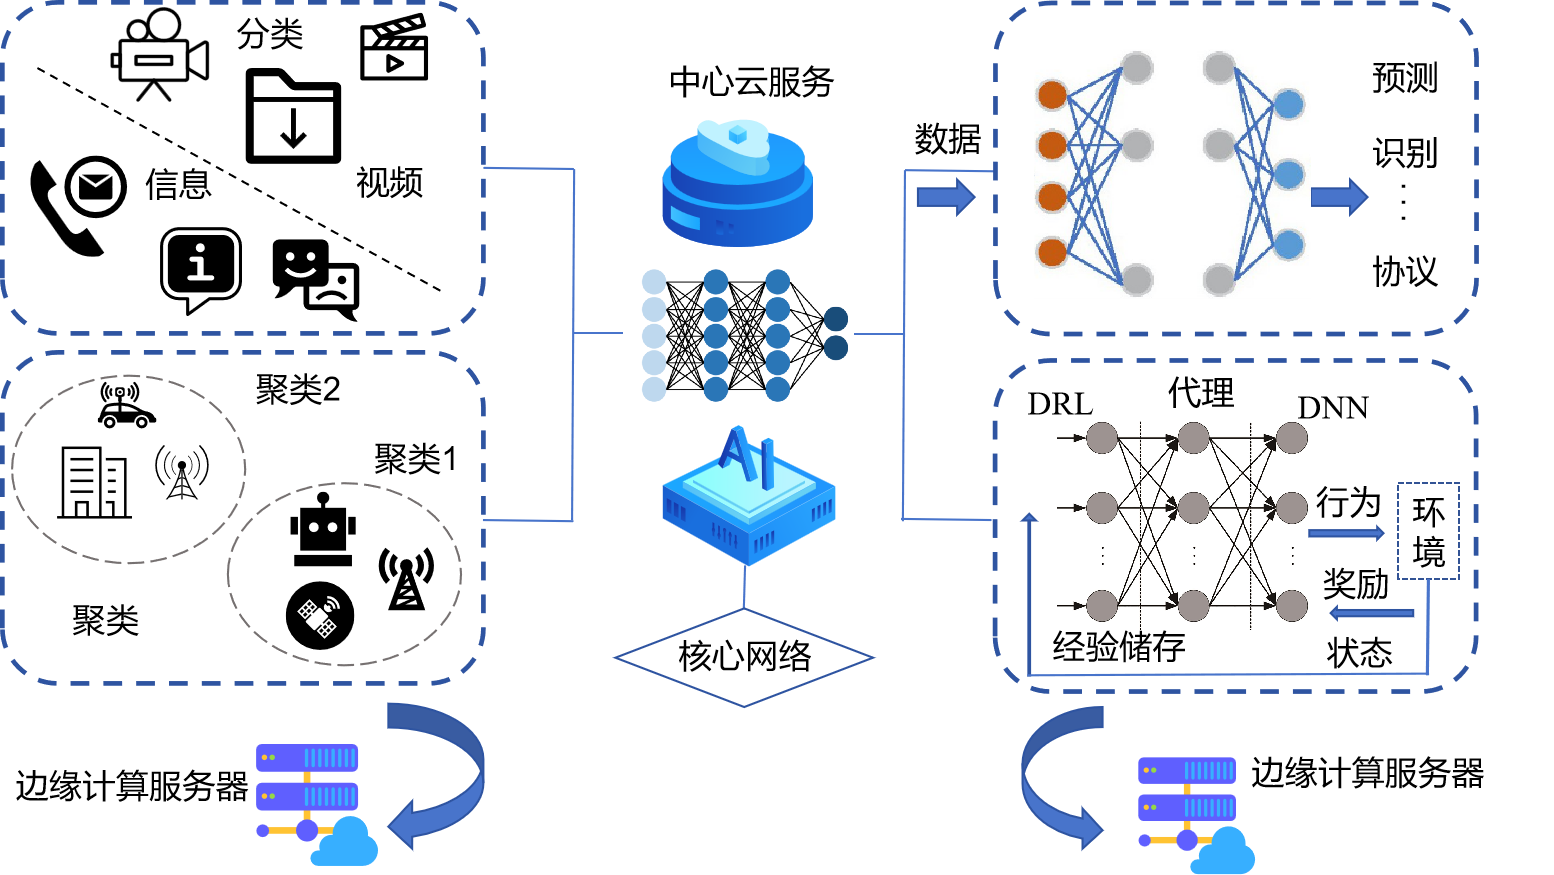 分类
视频
信息
聚类2
聚类1
聚类
边缘计算服务器
中心云服务
AI
核心网络
数据
预测
识别
⋮
协议
DRL
代理
DNN
行为
环
境
奖励
状态
经验储存
边缘计算服务器